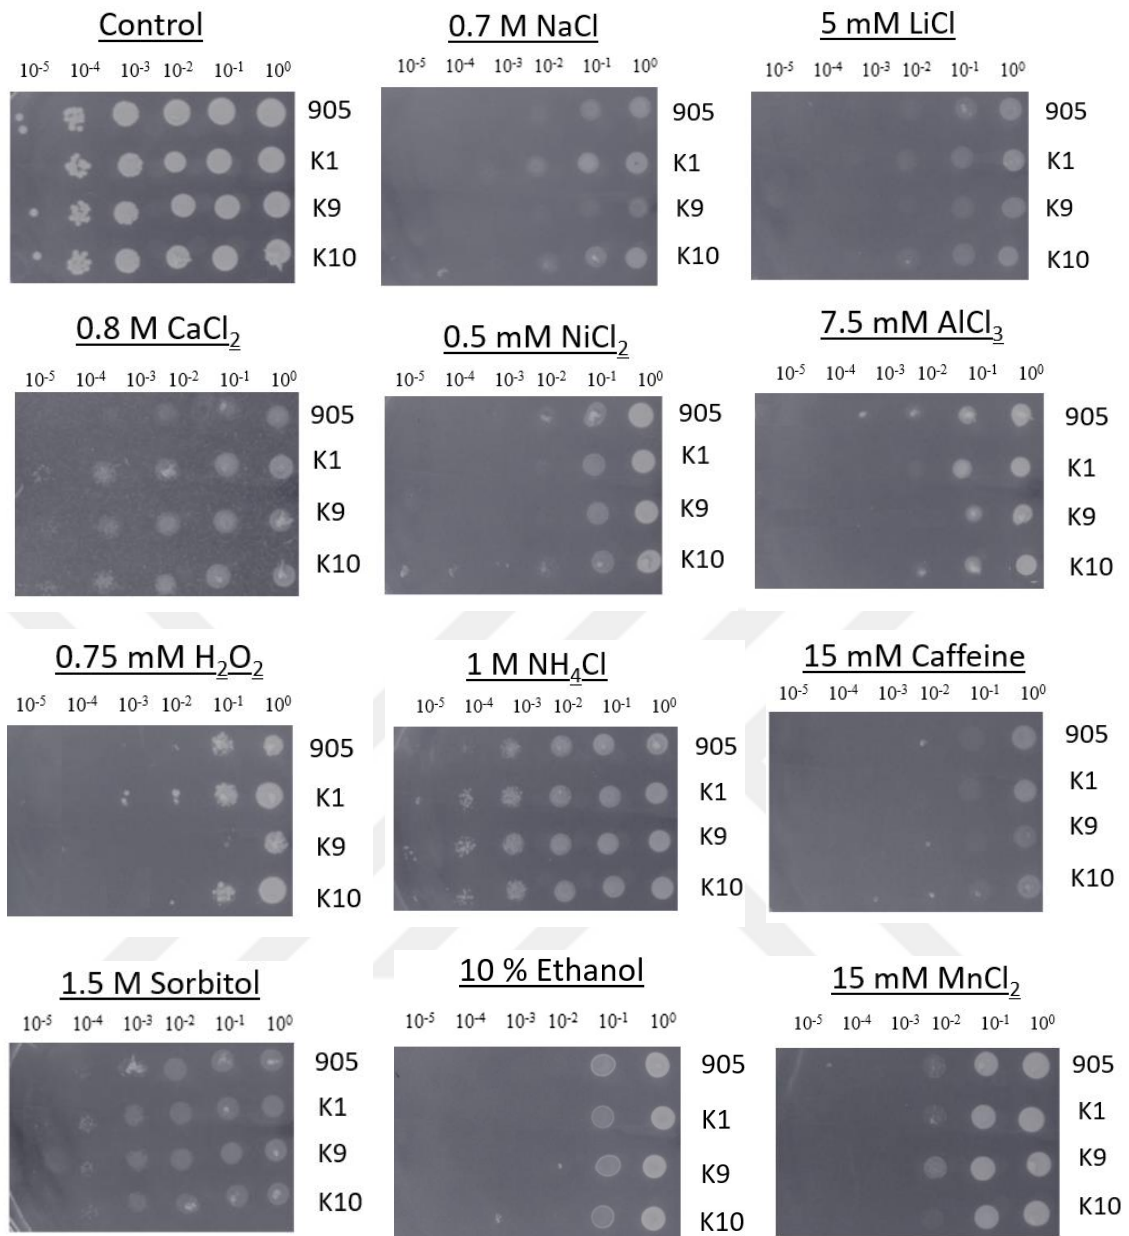 Control
10-5 10-4 10-3 10-2 10-1 100
905
K1
K9
K10
0.7 M NaCl
10-5 10-4 10-3 10-2 10-1 100
905
K1
K9
K10
5 mM LiCl
10-5 10-4 10-3 10-2 10-1 100
905
K1
K9
K10
0.8 M CaCl2
10-5 10-4 10-3 10-2 10-1 100
905
K1
K9
K10
0.5 mM NiCl2
10-5 10-4 10-3 10-2 10-1 100
905
K1
K9
K10
7.5 mM AlCl3
10-5 10-4 10-3 10-2 10-1 100
905
K1
K9
K10
0.75 mM H2O2
10-5 10-4 10-3 10-2 10-1 100
905
K1
K9
K10
1 M NH4Cl
10-5 10-4 10-3 10-2 10-1 100
905
K1
K9
K10
15 mM Caffeine
10-5 10-4 10-3 10-2 10-1 100
905
K1
K9
K10
1.5 M Sorbitol
10-5 10-4 10-3 10-2 10-1 100
905
K1
K9
K10
10 % Ethanol
10-5 10-4 10-3 10-2 10-1 100
905
K1
K9
K10
15 mM MnCl2
10-5 10-4 10-3 10-2 10-1 100
905
K1
K9
K10